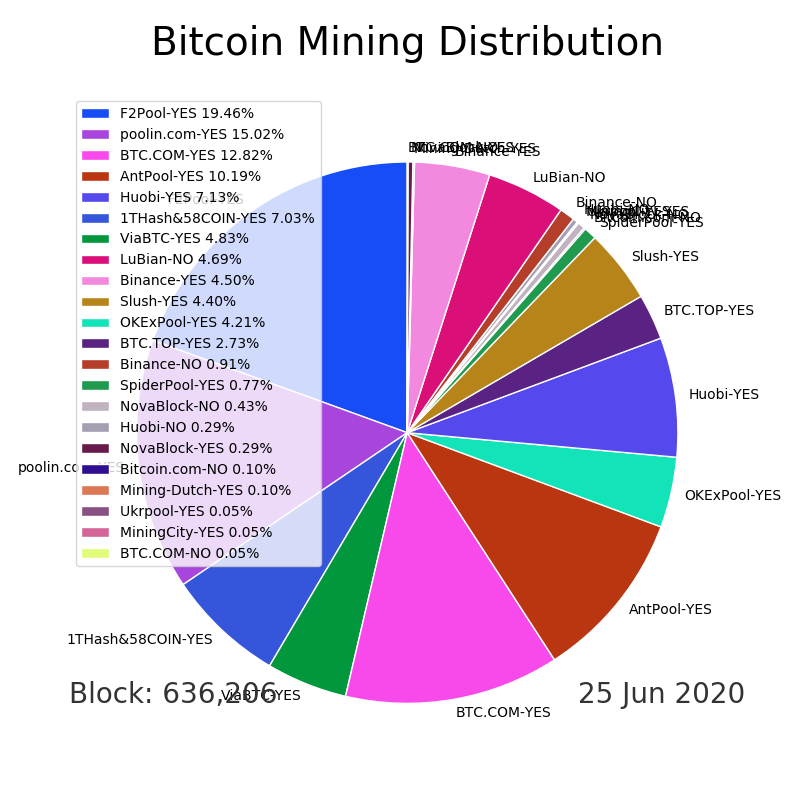 Bitcoin Mining Distribution
F2Pool-YES 19.46%
poolin.com-YES 15.02%
BTC.COM-YES 12.82%
AntPool-YES 10.19%
Huobi-YES 7.13%
1THash&58COIN-YES 7.03%
ViaBTC-YES 4.83%
LuBian-NO 4.69%
Binance-YES 4.50%
Slush-YES 4.40%
OKExPool-YES 4.21%
BTC.TOP-YES 2.73%
Binance-NO 0.91%
SpiderPool-YES 0.77%
NovaBlock-NO 0.43%
Huobi-NO 0.29%
NovaBlock-YES 0.29%
Bitcoin.com-NO 0.10%
Mining-Dutch-YES 0.10%
Ukrpool-YES 0.05%
MiningCity-YES 0.05%
BTC.COM-NO 0.05%
Binance-YES
LuBian-NO
Binance-NO
SpiderPool-YES
Slush-YES
BTC.TOP-YES
Huobi-YES
OKExPool-YES
AntPool-YES
BTC.COM-YES
ViaBTC-YES
1THash&58COIN-YES
poolin.com-YES
F2Pool-YES
Block: 636,206
25 Jun 2020